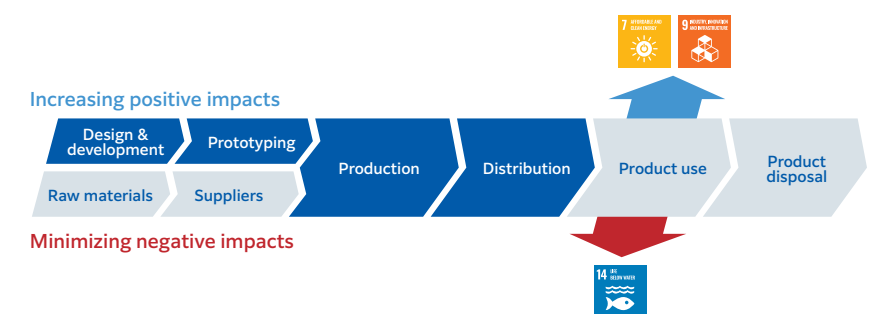 7 AFFORDABLE AND
CLEAN ENERGY
9 INDUSTRY, INNOVATION
AND INFRASTRUCTURE
Increasing positive impacts
Design &
development
Prototyping
Production
Distribution
Product use
Product
disposal
Raw materials
Suppliers
Minimizing negative impacts
14 LIFE
BELOW WATER